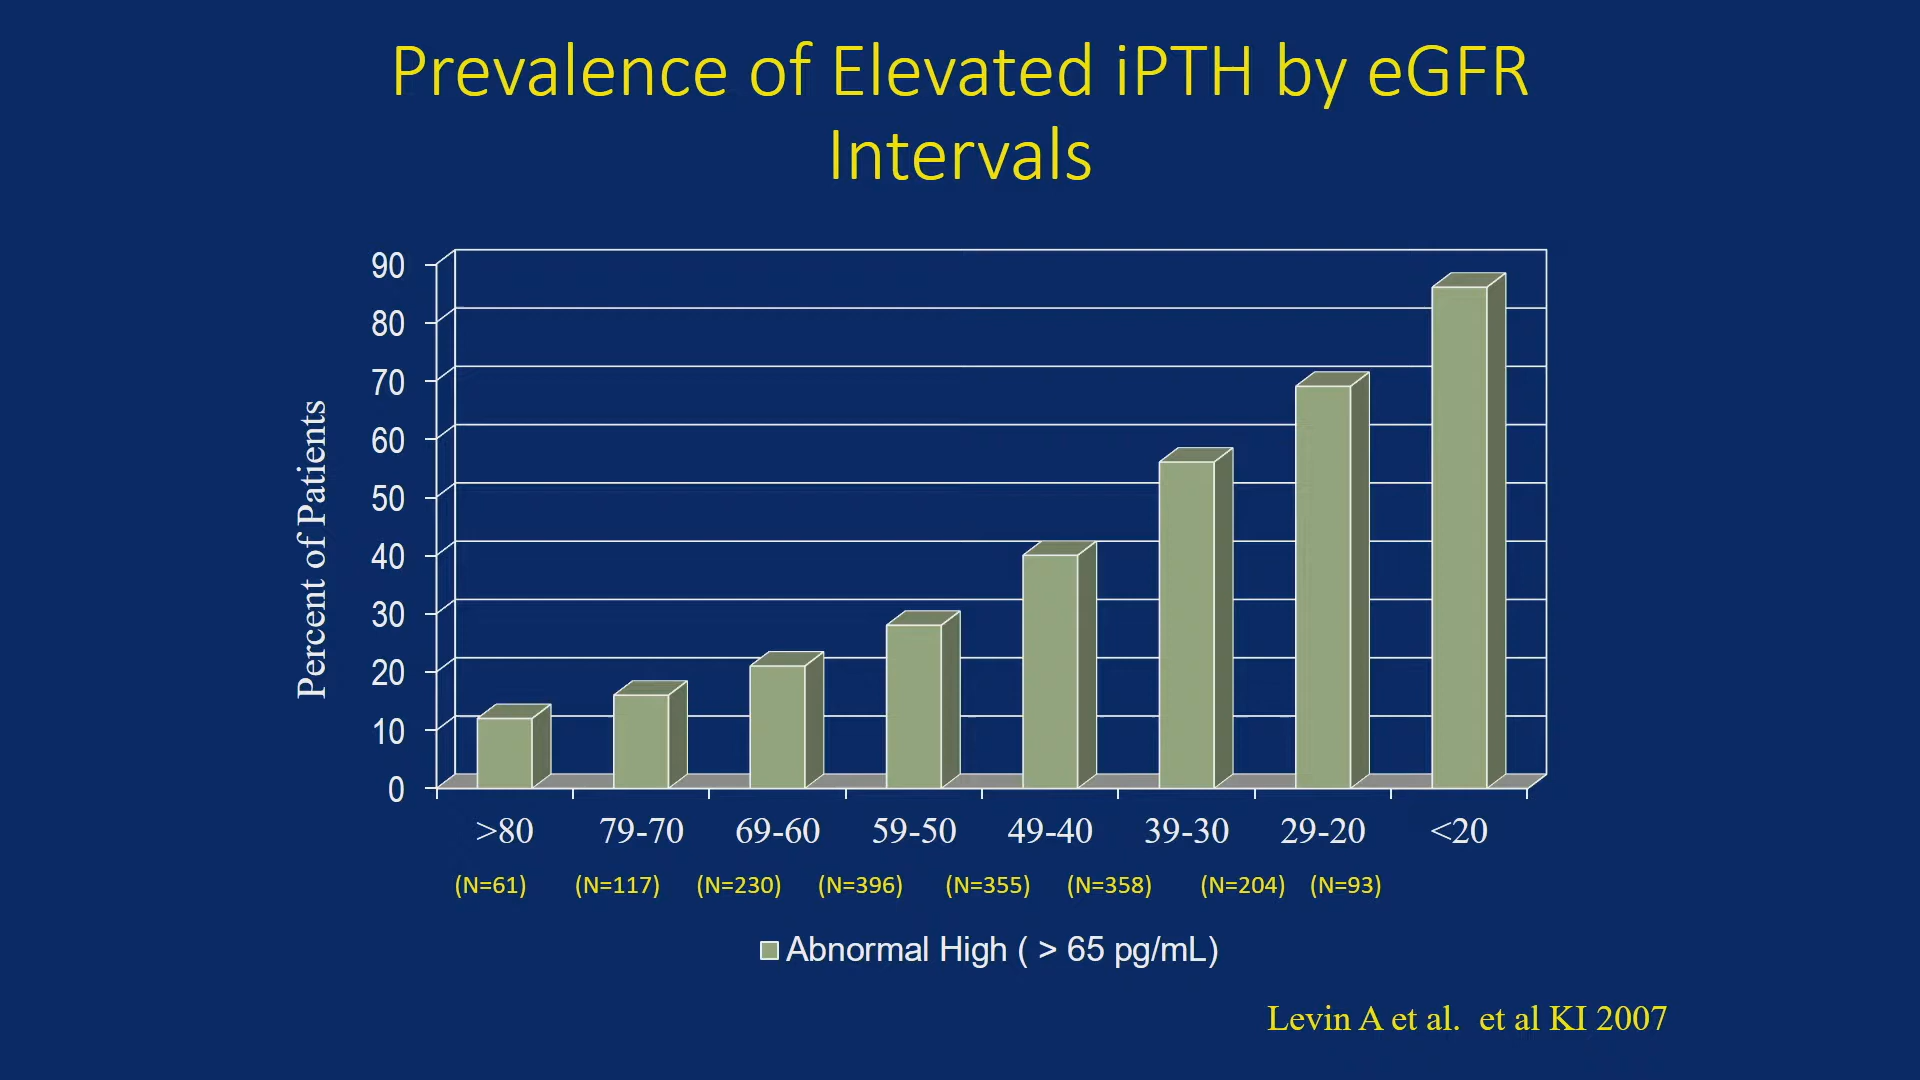 Prevalence of Elevated iPTH by eGFR
Intervals
Percent of Patients
90
80
70
60
50
40
30
20
10
0
>80 79-70 69-60 59-50 49-40 39-30 29-20 <20
(N=61) (N=117) (N=230) (N=396) (N=355) (N=358) (N=204) (N=93)
Abnormal High ( > 65 pg/mL)
Levin A et al. et al KI 2007